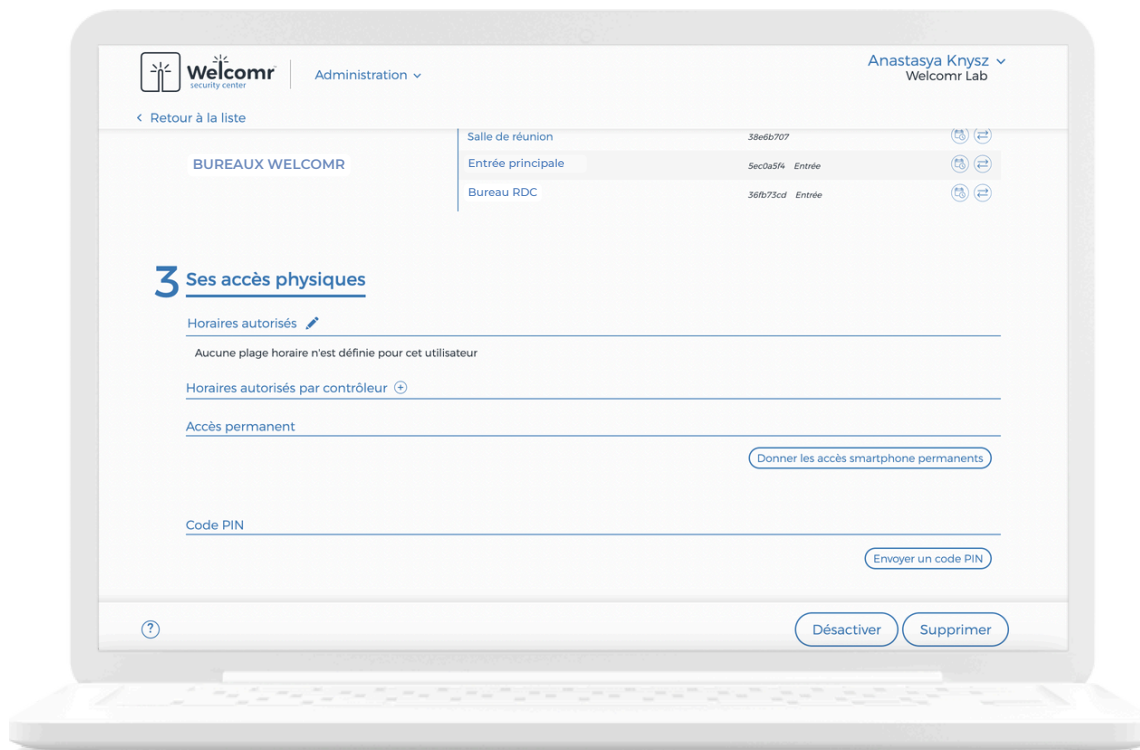 Welcomr
security center
Administration
Anastasya Knysz
Welcomr Lab
Retour à la liste
Salle de réunion 38e6b707
BUREAUX WELCOMR
Entrée principale 5ec0a5f4 Entrée
Bureau RDC 36fb73cd Entrée
3 Ses accès physiques
Horaires autorisés
Aucune plage horaire n'est définie pour cet utilisateur
Horaires autorisés par contrôleur
Accès permanent
Donner les accès smartphone permanents
Code PIN
Envoyer un code PIN
?
Désactiver
Supprimer